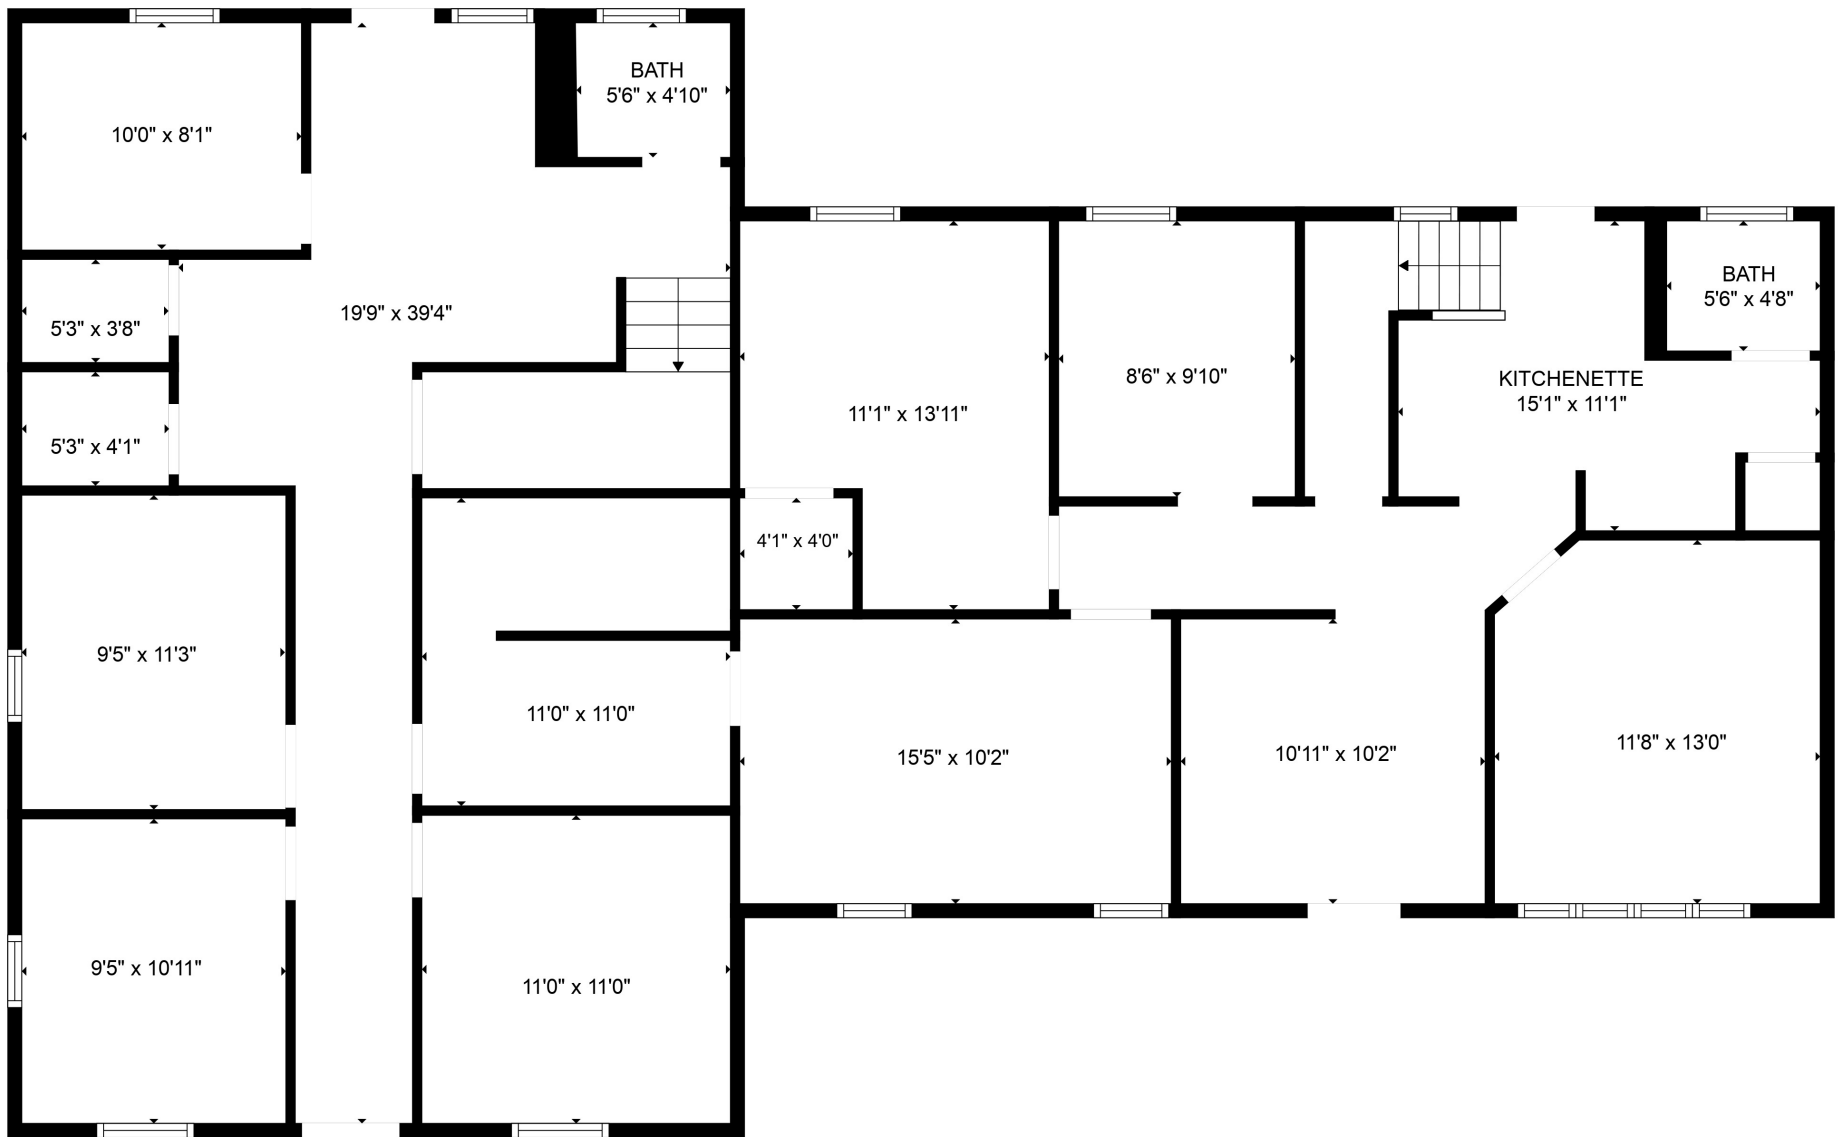 BATH
5'6" x 4'10"
10'0" x 8'1"
19'9" x 39'4"
5'3" x 3'8"
5'3" x 4'1"
9'5" x 11'3"
11'0" x 11'0"
9'5" x 10'11"
11'0" x 11'0"
11'1" x 13'11"
4'1" x 4'0"
8'6" x 9'10"
BATH
5'6" x 4'8"
KITCHENETTE
15'1" x 11'1"
15'5" x 10'2"
10'11" x 10'2"
11'8" x 13'0"